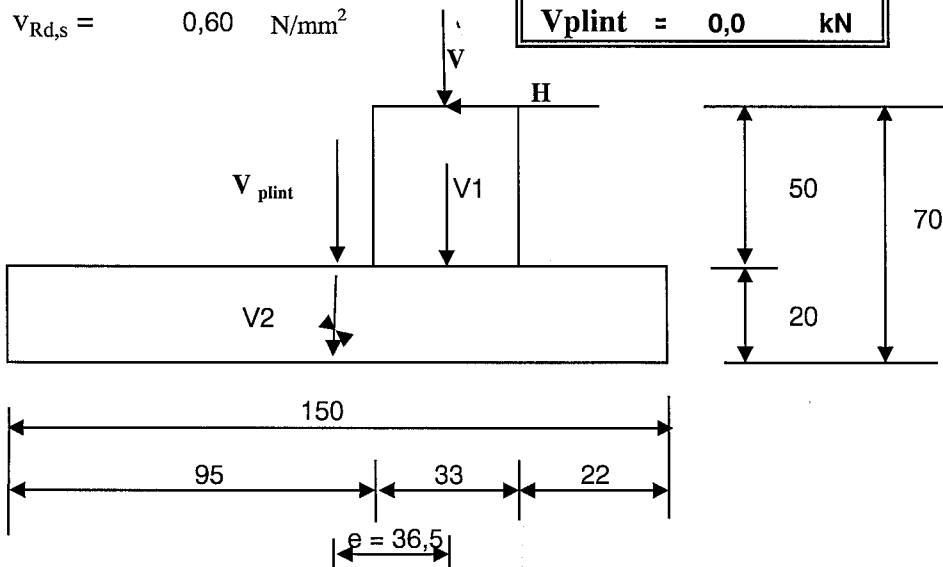 vRd,s = 0,60 N/mm²
Vplint = 0,0 kN
V
H
V plint
V1
50
70
V2
20
150
95 33 22
e = 36,5